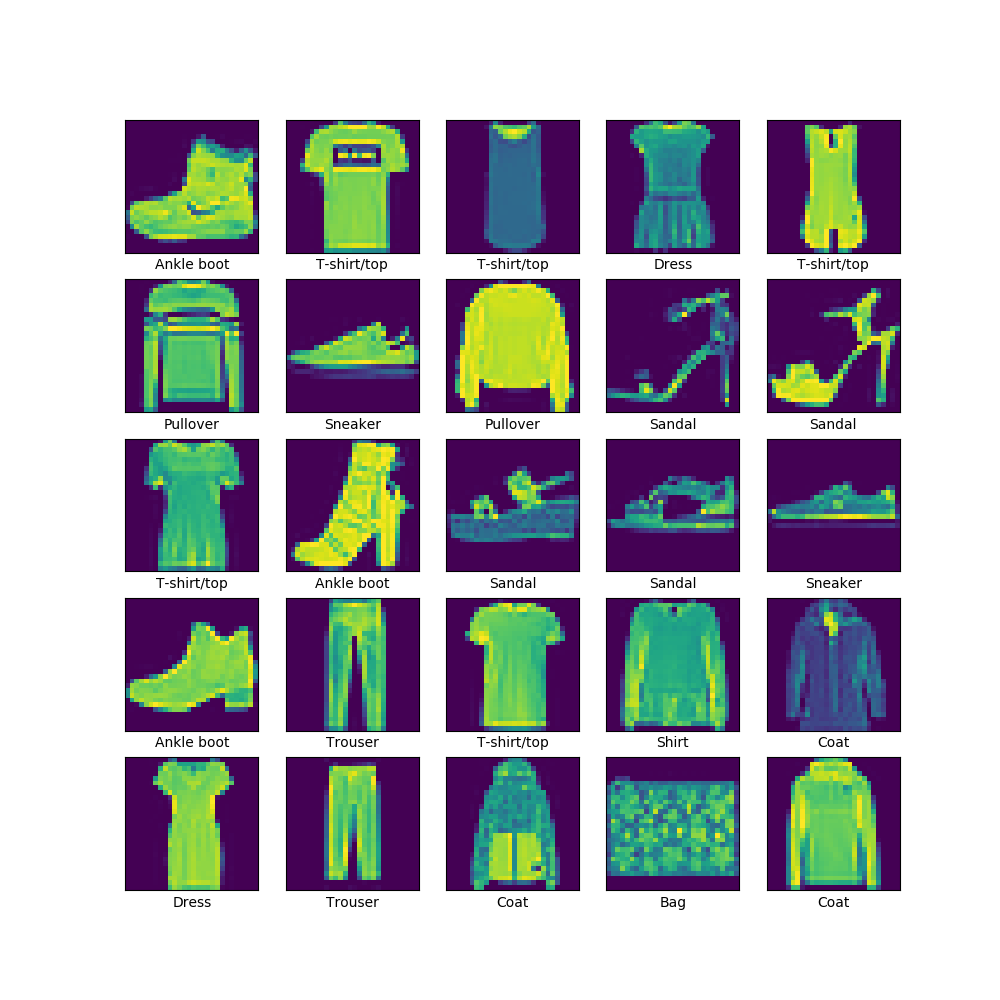 Ankle boot T-shirt/top T-shirt/top Dress T-shirt/top
Pullover Sneaker Pullover Sandal Sandal
T-shirt/top Ankle boot Sandal Sandal Sneaker
Ankle boot Trouser T-shirt/top Shirt Coat
Dress Trouser Coat Bag Coat